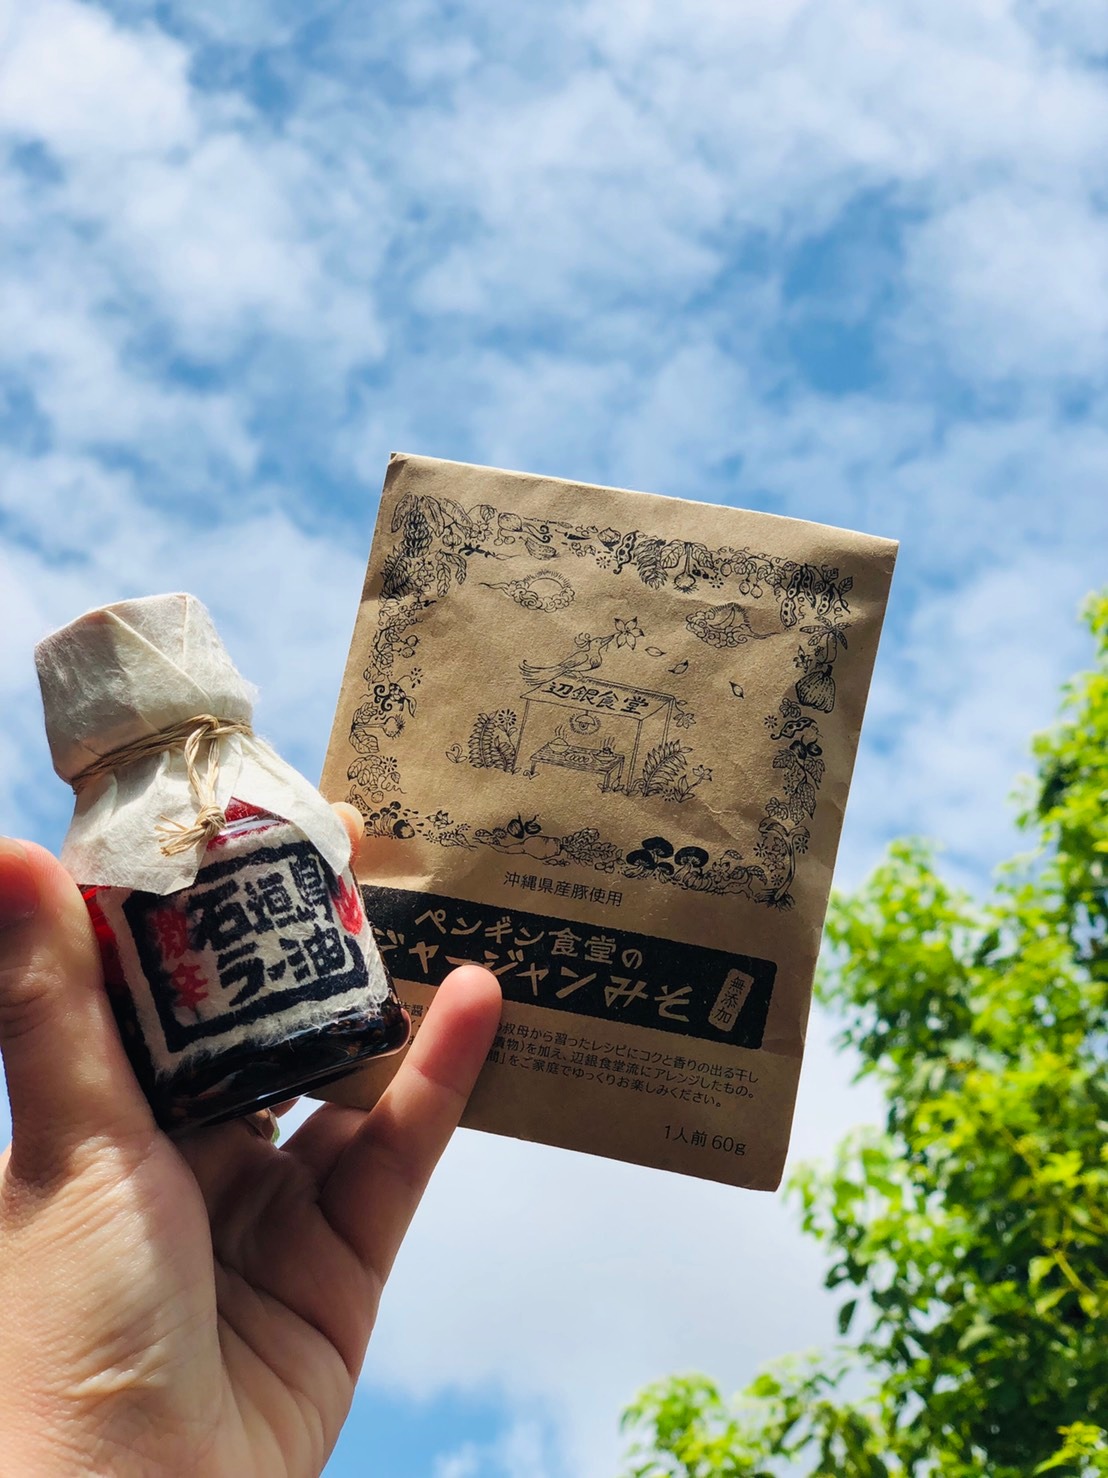 石垣島
ラー油
激辛
辺銀食堂
沖縄県産豚使用
ペンギン食堂の
ジャージャンみそ
無添加
の叔母から習ったレシピにコクと香りの出る干し
漬物)を加え、辺銀食堂流にアレンジしたもの。
」をご家庭でゆっくりお楽しみください。
1人前 60g